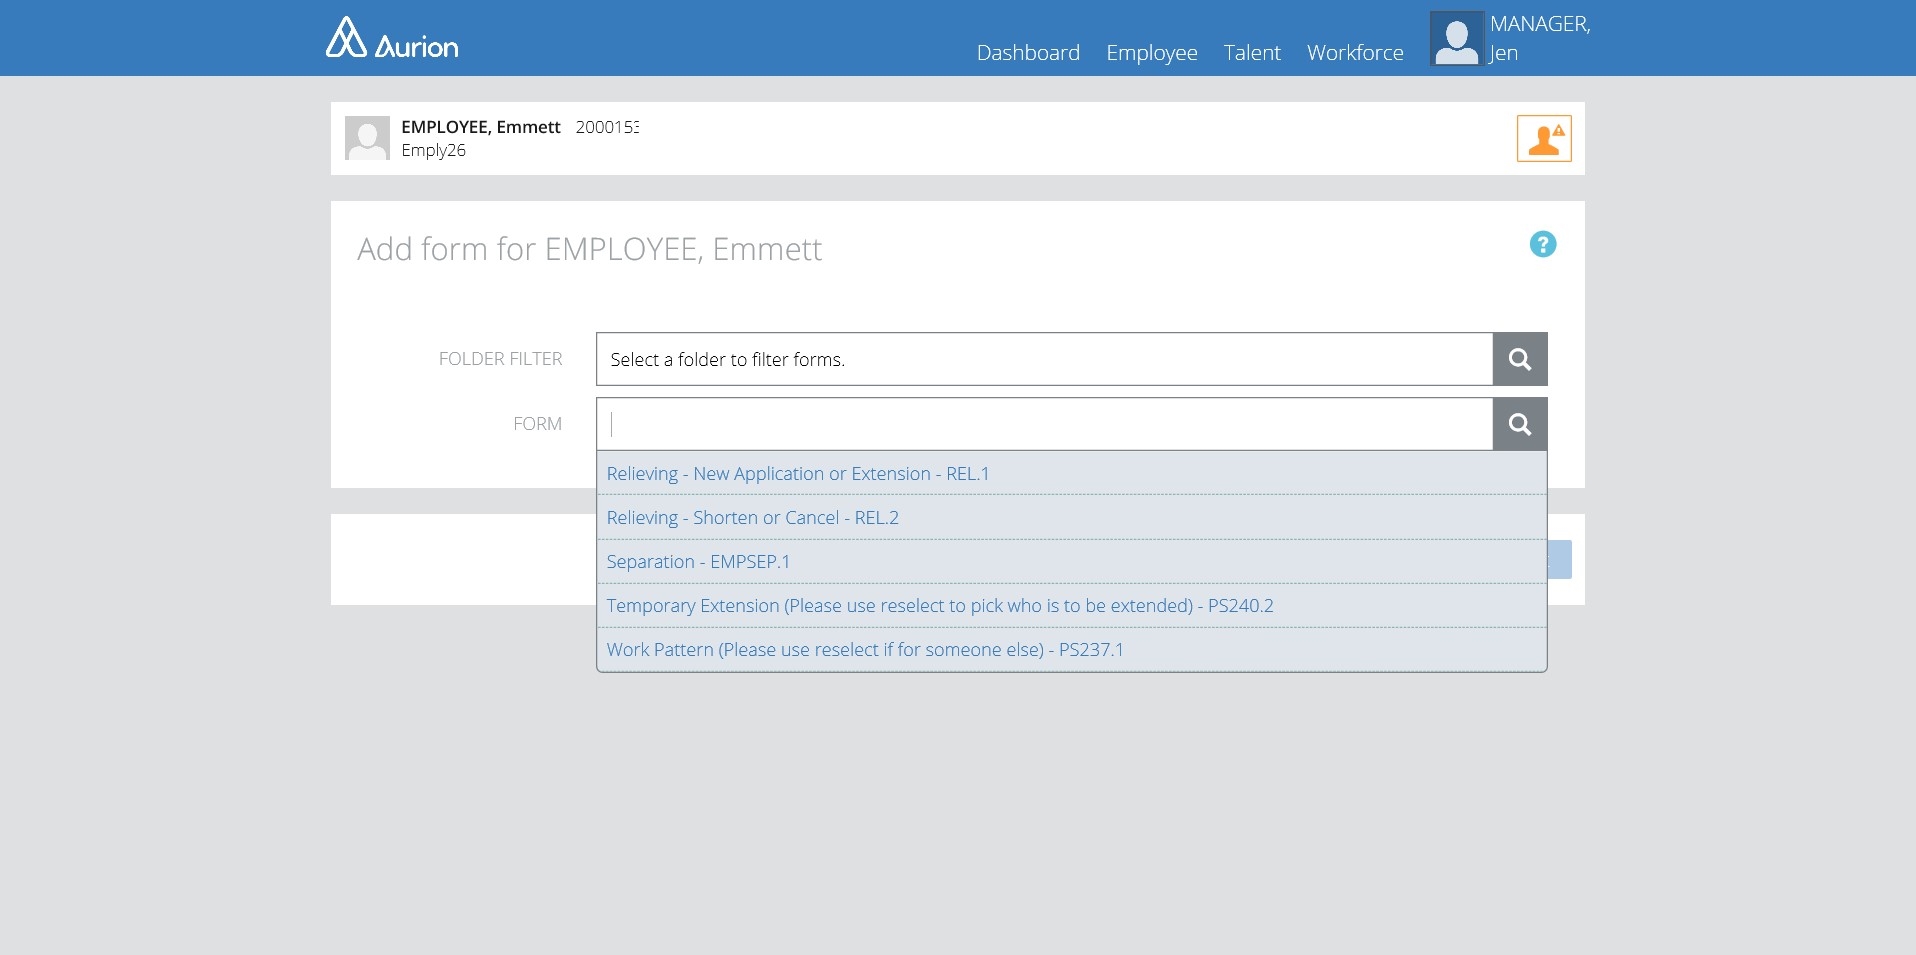 Aurion
Dashboard Employee Talent Workforce
MANAGER,
Jen
EMPLOYEE, Emmett 200015
Emply26
Add form for EMPLOYEE, Emmett
?
FOLDER FILTER
Select a folder to filter forms.
FORM
Relieving - New Application or Extension - REL.1
Relieving - Shorten or Cancel - REL.2
Separation - EMPSEP.1
Temporary Extension (Please use reselect to pick who is to be extended) - PS240.2
Work Pattern (Please use reselect if for someone else) - PS237.1